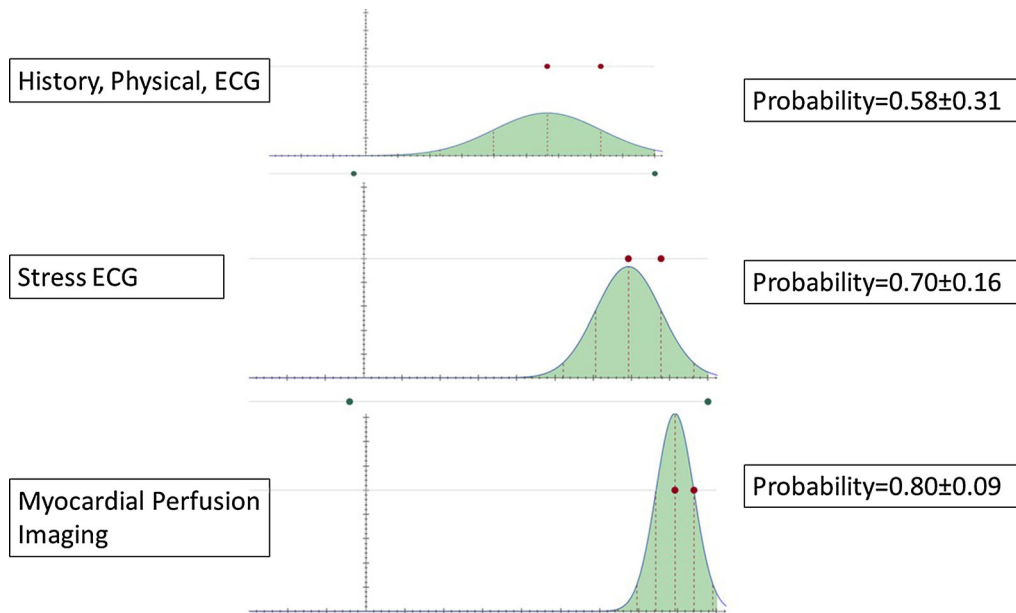 History, Physical, ECG
Probability=0.58±0.31
Stress ECG
Probability=0.70±0.16
Myocardial Perfusion
Imaging
Probability=0.80±0.09